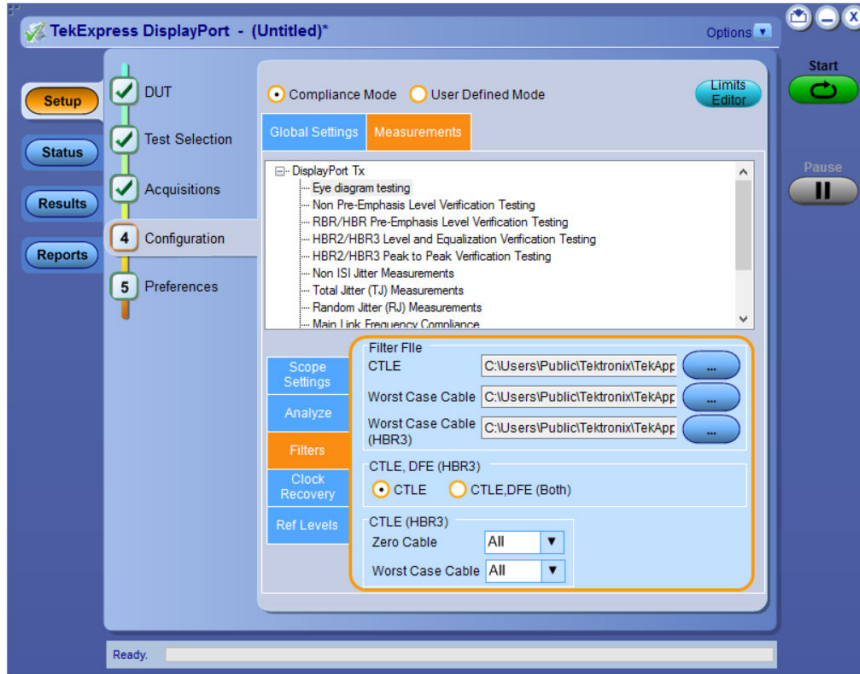 TekExpress DisplayPort - (Untitled)*
Options
Start
Pause
Setup
Status
Results
Reports
DUT
Test Selection
Acquisitions
4 Configuration
5 Preferences
Compliance Mode User Defined Mode
Limits
Editor
Global Settings Measurements
DisplayPort Tx
Eye diagram testing
Non Pre-Emphasis Level Verification Testing
RBR/HBR Pre-Emphasis Level Verification Testing
HBR2/HBR3 Level and Equalization Verification Testing
HBR2/HBR3 Peak to Peak Verification Testing
Non ISI Jitter Measurements
Total Jitter (TJ) Measurements
Random Jitter (RJ) Measurements
Main Link Frequency Compliance
Scope
Settings
Analyze
Filters
Clock
Recovery
Ref Levels
Filter FIle
CTLE C:\Users\Public\Tektronix\TekApp ...
Worst Case Cable C:\Users\Public\Tektronix\TekApp ...
Worst Case Cable
(HBR3) C:\Users\Public\Tektronix\TekApp ...
CTLE, DFE (HBR3)
CTLE CTLE,DFE (Both)
CTLE (HBR3)
Zero Cable All
Worst Case Cable All
Ready.